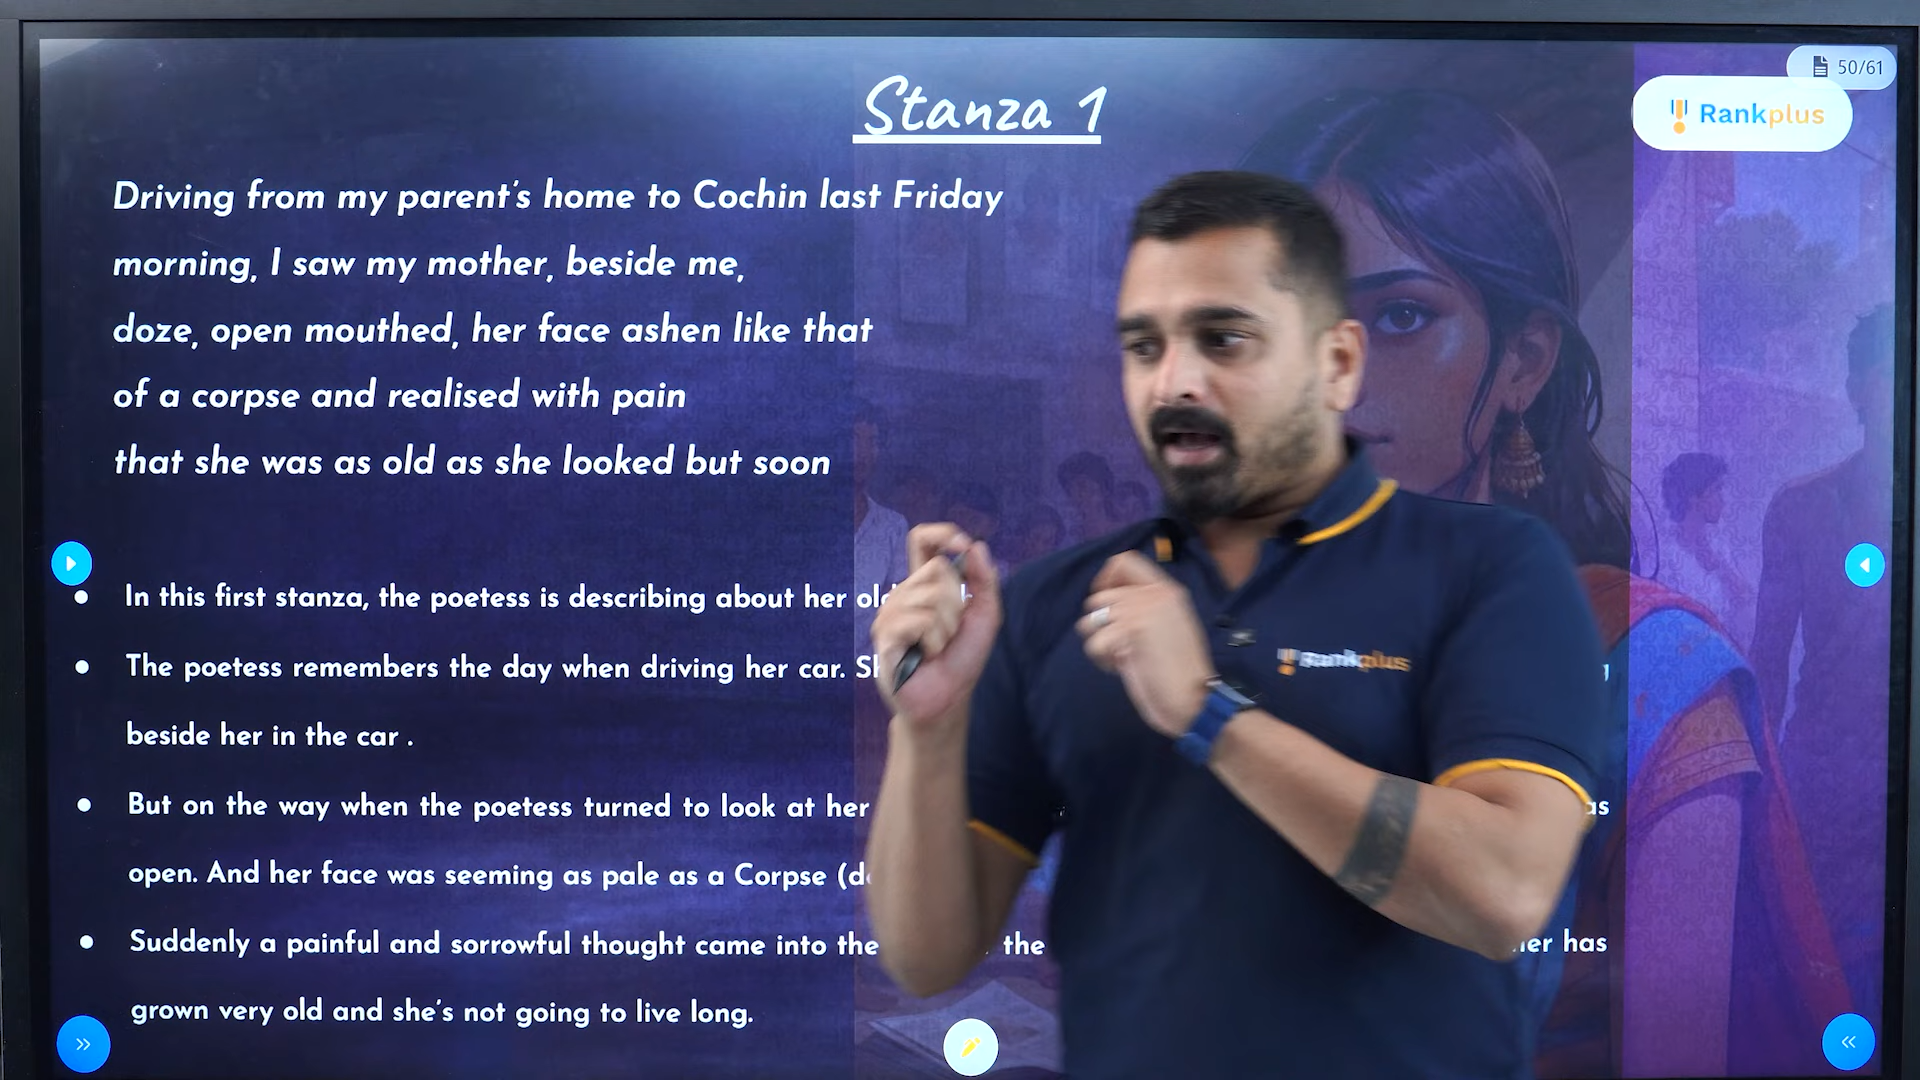 Stanza 1
50/61
Rankplus
Driving from my parent's home to Cochin last Friday
morning, I saw my mother, beside me,
doze, open mouthed, her face ashen like that
of a corpse and realised with pain
that she was as old as she looked but soon
In this first stanza, the poetess is describing about her
The poetess remembers the day when driving her car.
beside her in the car .
But on the way when the poetess turned to look at her
open. And her face was seeming as pale as a Corpse
Suddenly a painful and sorrowful thought came into the the has
grown very old and she's not going to live long.
Rankplus